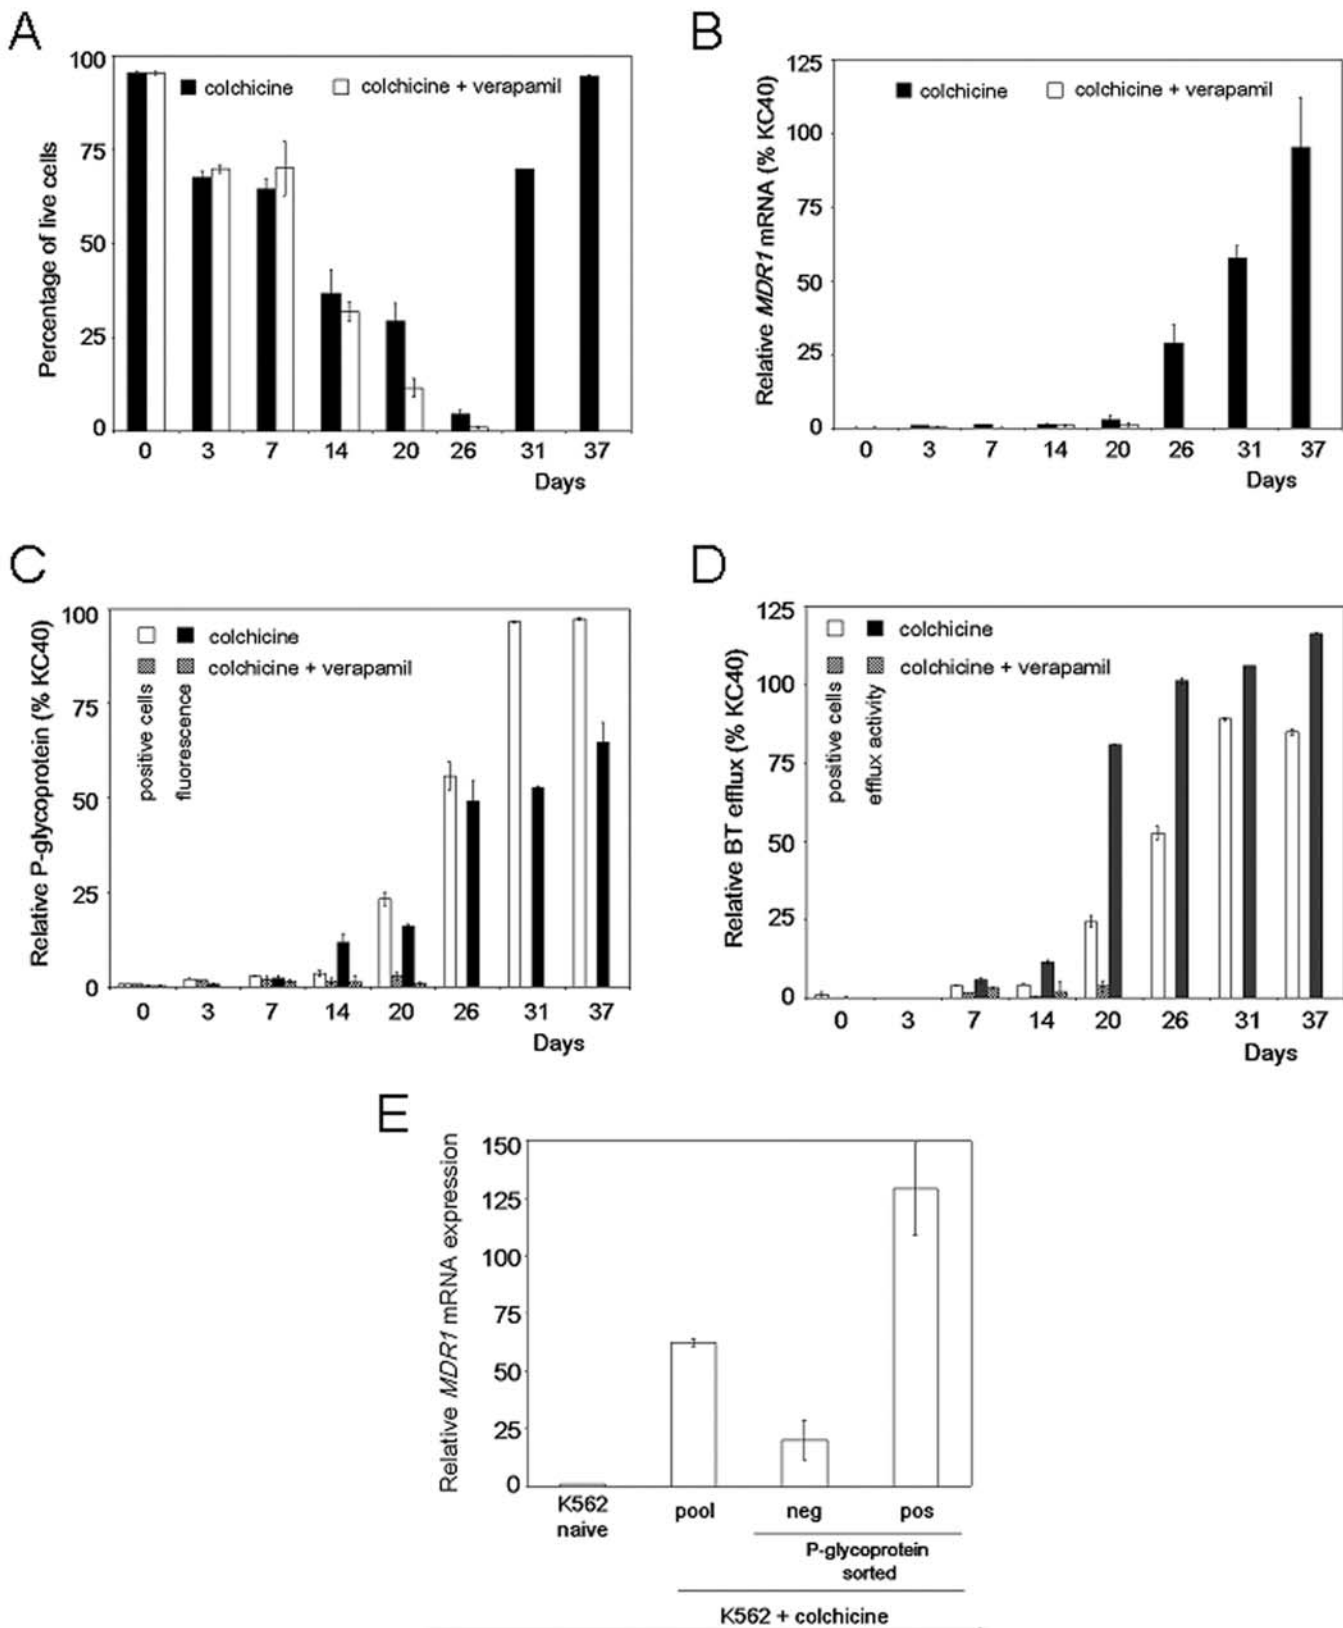 A
Percentage of live cells
100
75
50
25
0
colchicine
colchicine + verapamil
0 3 7 14 20 26 31 37
Days
B
Relative MDR1 mRNA (% KC40)
125
100
75
50
25
0
colchicine
colchicine + verapamil
0 3 7 14 20 26 31 37
Days
C
Relative P-glycoprotein (% KC40)
100
75
50
25
0
colchicine
colchicine + verapamil
positive cells
fluorescence
0 3 7 14 20 26 31 37
Days
D
Relative BT efflux (% KC40)
125
100
75
50
25
0
colchicine
colchicine + verapamil
positive cells
efflux activity
0 3 7 14 20 26 31 37
Days
E
Relative MDR1 mRNA expression
150
125
100
75
50
25
0
K562
naive
pool
neg
pos
P-glycoprotein
sorted
K562 + colchicine